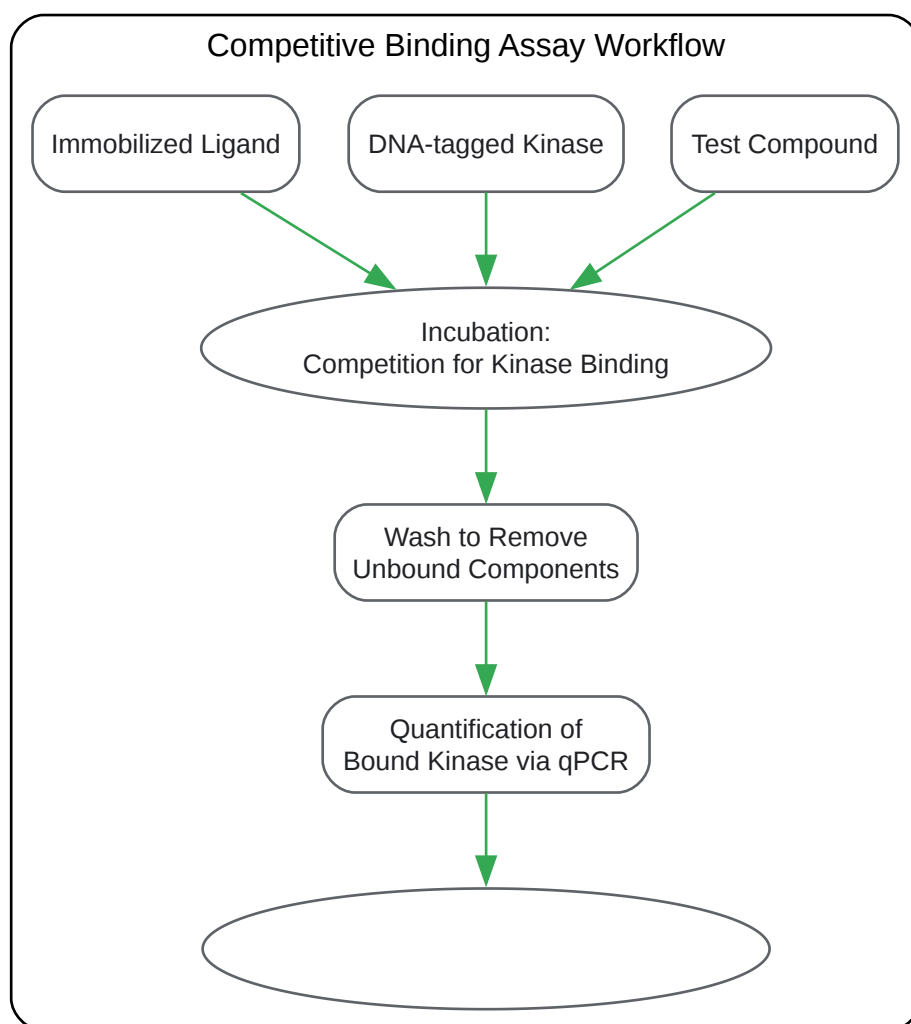 Competitive Binding Assay Workflow
Immobilized Ligand
DNA-tagged Kinase
Test Compound
Incubation:
Competition for Kinase Binding
Wash to Remove
Unbound Components
Quantification of
Bound Kinase via qPCR